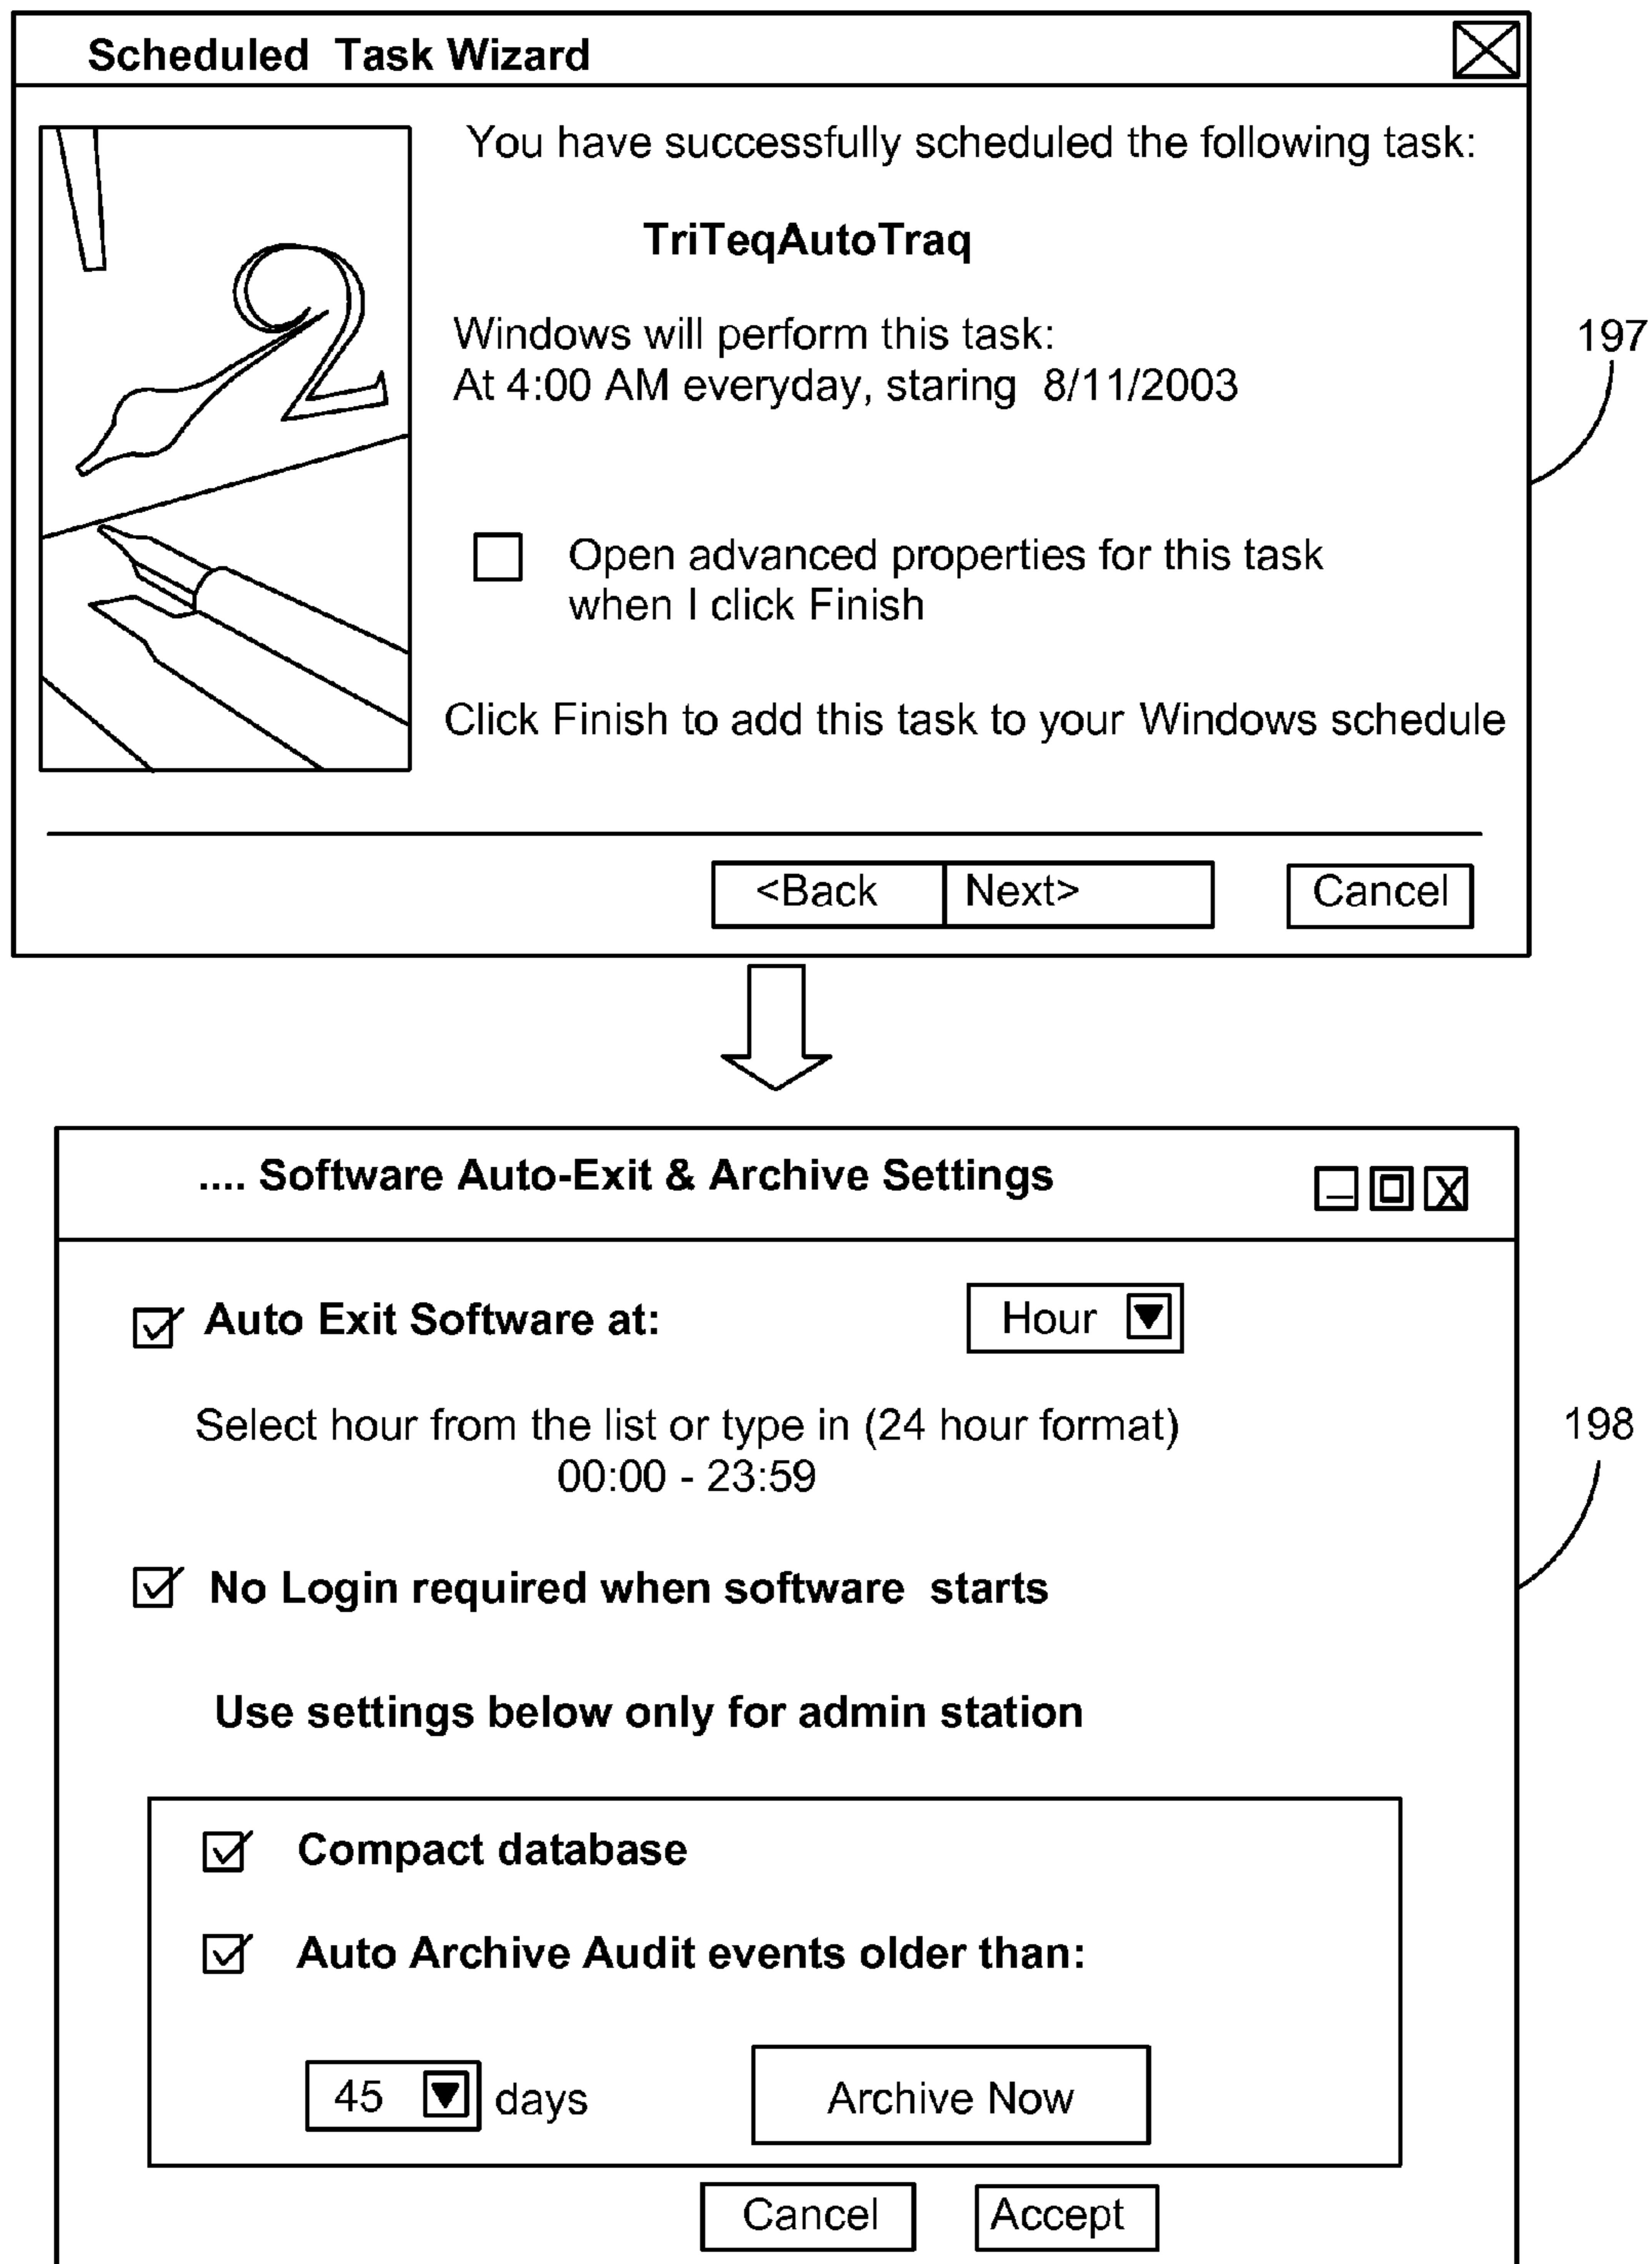 Scheduled Task Wizard
You have successfully scheduled the following task:
TriTeqAutoTraq
Windows will perform this task:
At 4:00 AM everyday, staring 8/11/2003
197
Open advanced properties for this task
when I click Finish
Click Finish to add this task to your Windows schedule
<Back Next> Cancel
.... Software Auto-Exit & Archive Settings
Auto Exit Software at: Hour
Select hour from the list or type in (24 hour format)
00:00 - 23:59
198
No Login required when software starts
Use settings below only for admin station
Compact database
Auto Archive Audit events older than:
45 days Archive Now
Cancel Accept